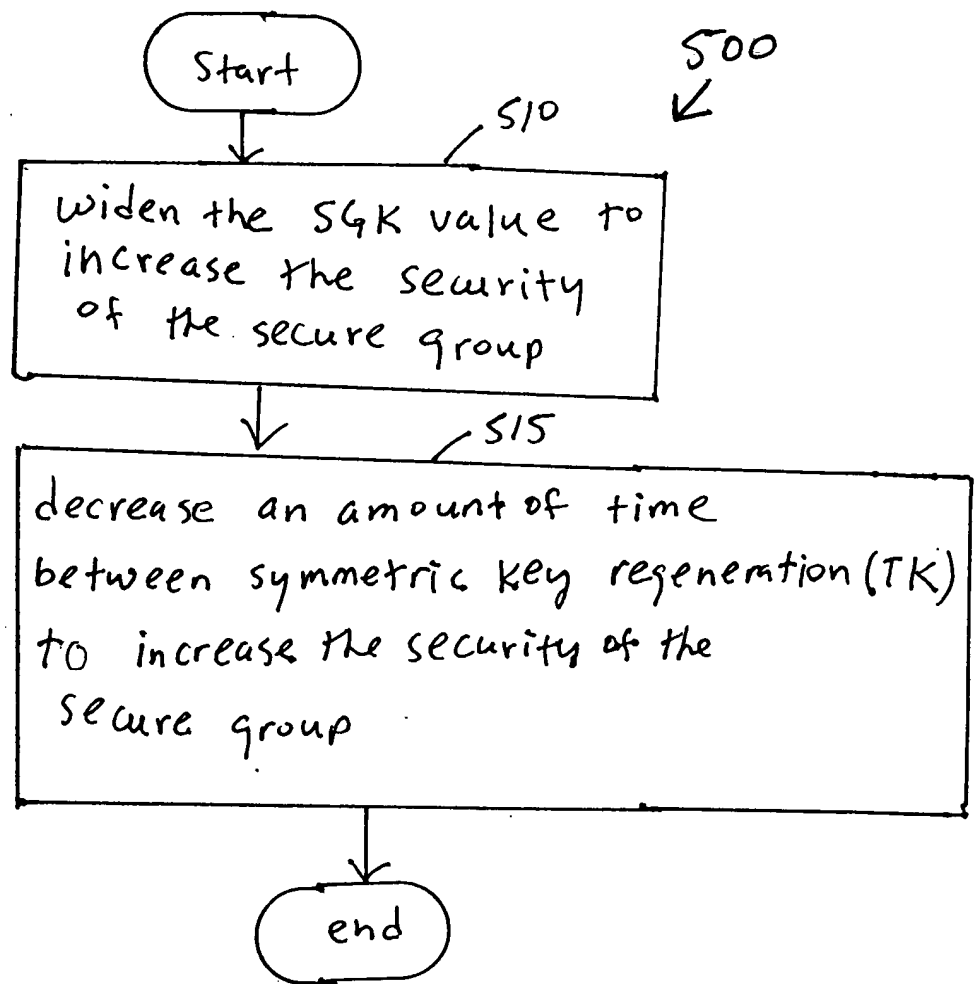 Start
500
510
widen the SGK value to
increase the security
of the secure group
515
decrease an amount of time
between symmetric key regeneration (TK)
to increase the security of the
secure group
end